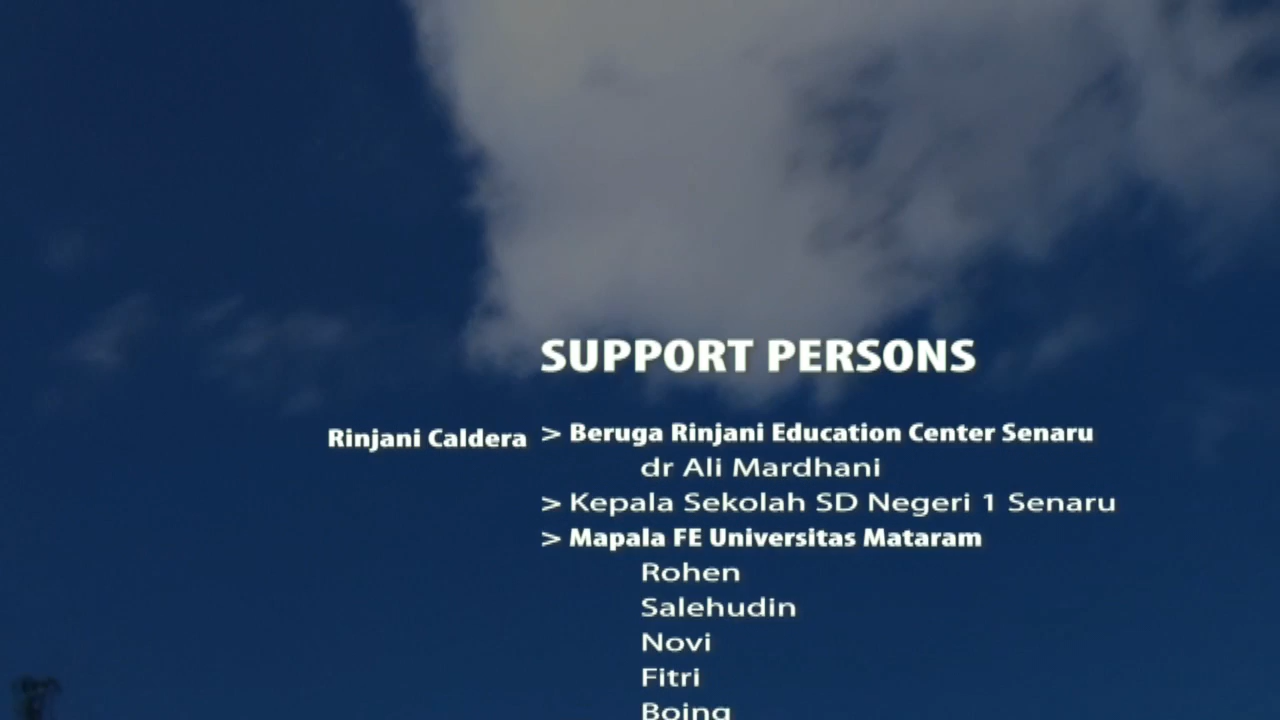 SUPPORT PERSONS
Rinjani Caldera > Beruga Rinjani Education Center Senaru
dr Ali Mardhani
> Kepala Sekolah SD Negeri 1 Senaru
> Mapala FE Universitas Mataram
Rohen
Salehudin
Novi
Fitri
Boing